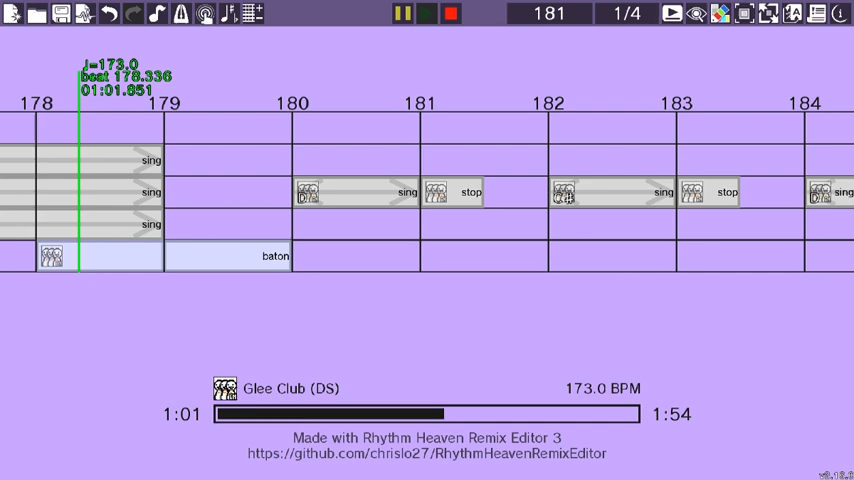 181 1/4
♩=173.0
beat 178.336
01:01.851
178 179 180 181 182 183 184
sing
sing D sing stop C# sing stop D sing
sing
baton
Glee Club (DS) 173.0 BPM
1:01 1:54
Made with Rhythm Heaven Remix Editor 3
https://github.com/chrislo27/RhythmHeavenRemixEditor